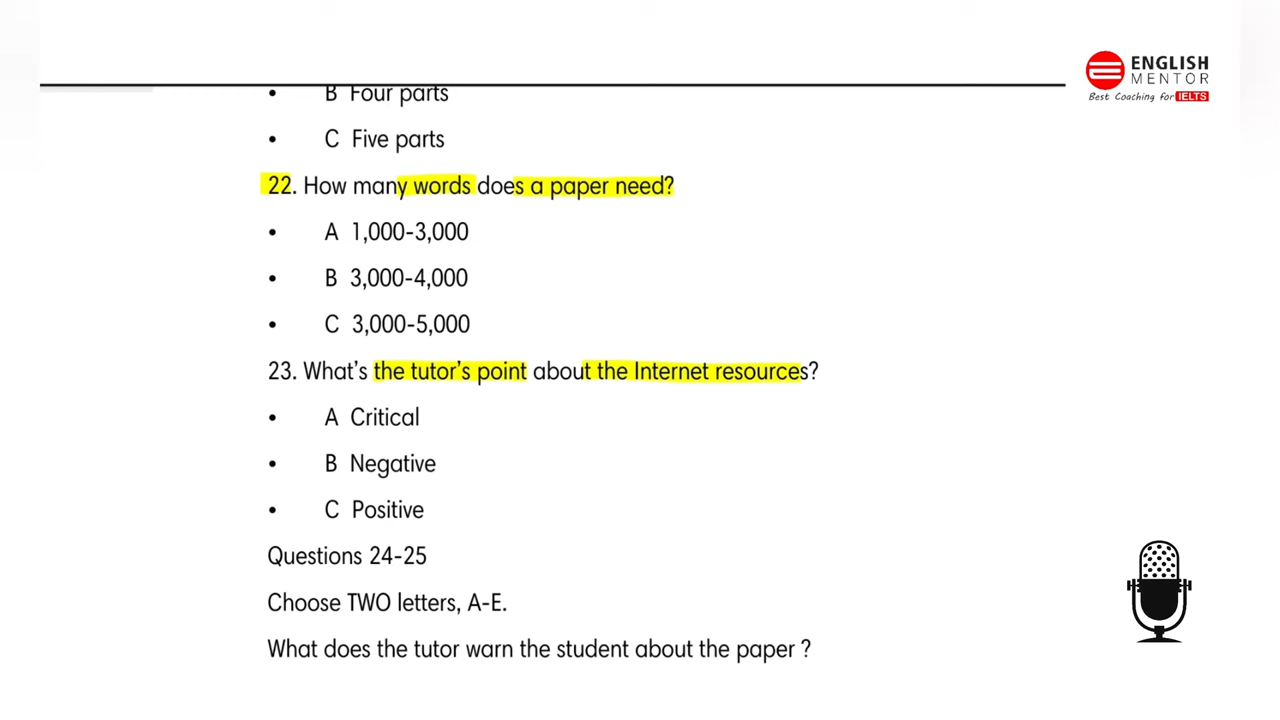 ENGLISH
MENTOR
Best Coaching for IELTS
• B Four parts
• C Five parts
22. How many words does a paper need?
• A 1,000-3,000
• B 3,000-4,000
• C 3,000-5,000
23. What's the tutor's point about the Internet resources?
• A Critical
• B Negative
• C Positive
Questions 24-25
Choose TWO letters, A-E.
What does the tutor warn the student about the paper ?